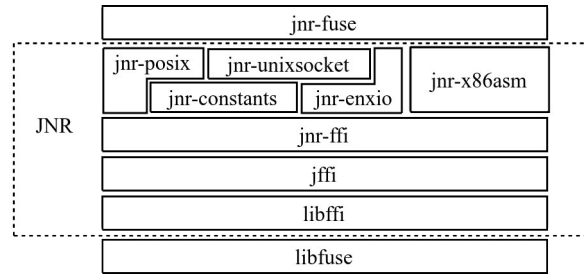 jnr-fuse
jnr-posix
jnr-unixsocket
jnr-x86asm
jnr-constants
jnr-enxio
JNR
jnr-ffi
jffi
libffi
libfuse